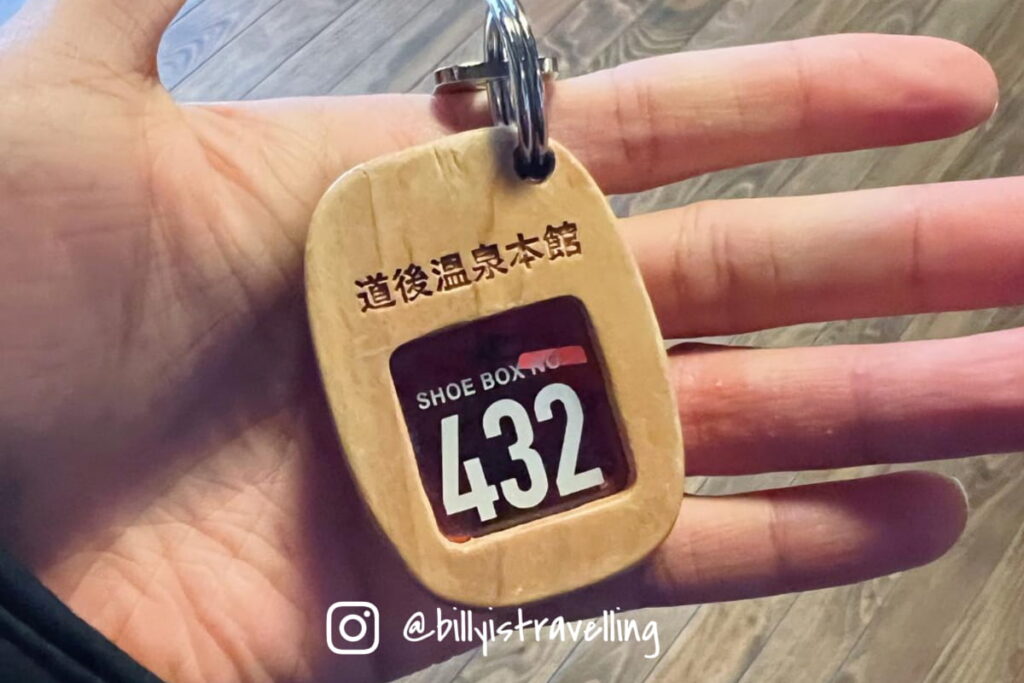 道後温泉本館
SHOE BOX NO
432
@billyistravelling